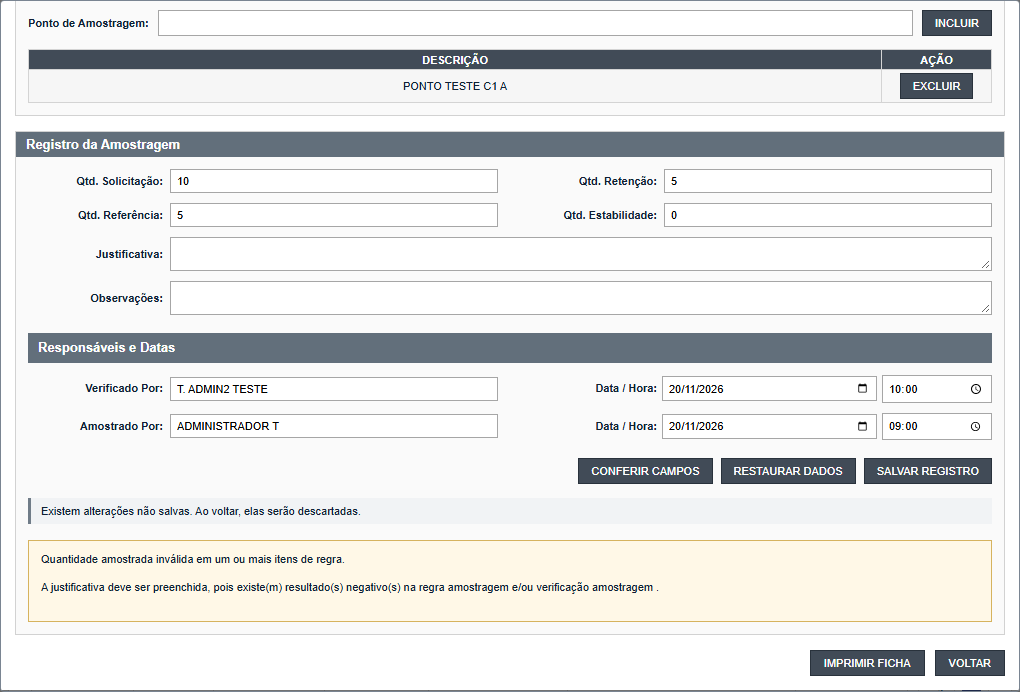 Ponto de Amostragem: INCLUIR
DESCRIÇÃO AÇÃO
PONTO TESTE C1 A EXCLUIR
Registro da Amostragem
Qtd. Solicitação: 10 Qtd. Retenção: 5
Qtd. Referência: 5 Qtd. Estabilidade: 0
Justificativa:
Observações:
Responsáveis e Datas
Verificado Por: T. ADMIN2 TESTE Data / Hora: 20/11/2026 10:00
Amostrado Por: ADMINISTRADOR T Data / Hora: 20/11/2026 09:00
CONFERIR CAMPOS RESTAURAR DADOS SALVAR REGISTRO
Existem alterações não salvas. Ao voltar, elas serão descartadas.
Quantidade amostrada inválida em um ou mais itens de regra.
A justificativa deve ser preenchida, pois existe(m) resultado(s) negativo(s) na regra amostragem e/ou verificação amostragem .
IMPRIMIR FICHA VOLTAR